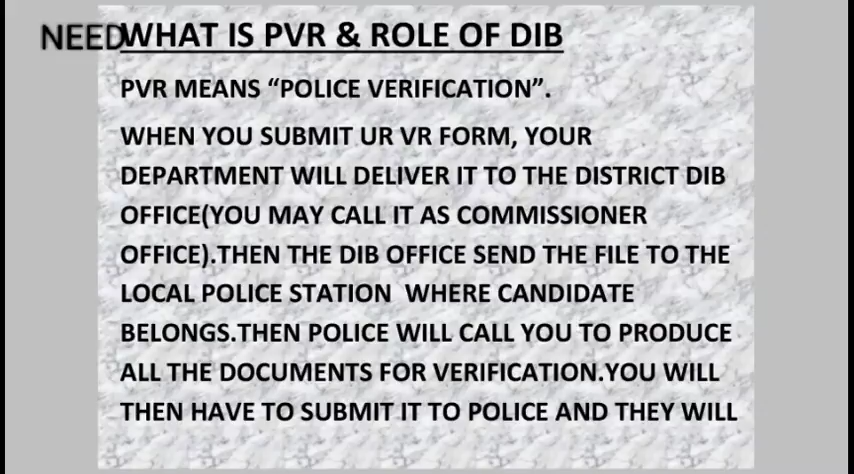 NEED
WHAT IS PVR & ROLE OF DIB
PVR MEANS “POLICE VERIFICATION”.
WHEN YOU SUBMIT UR VR FORM, YOUR
DEPARTMENT WILL DELIVER IT TO THE DISTRICT DIB
OFFICE(YOU MAY CALL IT AS COMMISSIONER
OFFICE).THEN THE DIB OFFICE SEND THE FILE TO THE
LOCAL POLICE STATION WHERE CANDIDATE
BELONGS.THEN POLICE WILL CALL YOU TO PRODUCE
ALL THE DOCUMENTS FOR VERIFICATION.YOU WILL
THEN HAVE TO SUBMIT IT TO POLICE AND THEY WILL